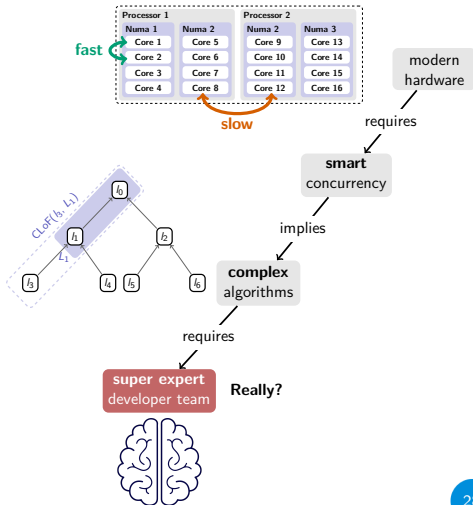 Processor 1
Processor 2
Numa 1
Numa 2
Numa 2
Numa 3
Core 1
Core 5
Core 9
Core 13
fast
Core 2
Core 6
Core 10
Core 14
Core 3
Core 7
Core 11
Core 15
Core 4
Core 8
Core 12
Core 16
slow
modern
hardware
requires
smart
concurrency
CLoF(l3, L1)
l0
implies
l1
l2
L1
l3
l4
l5
l6
complex
algorithms
requires
super expert
developer team
Really?